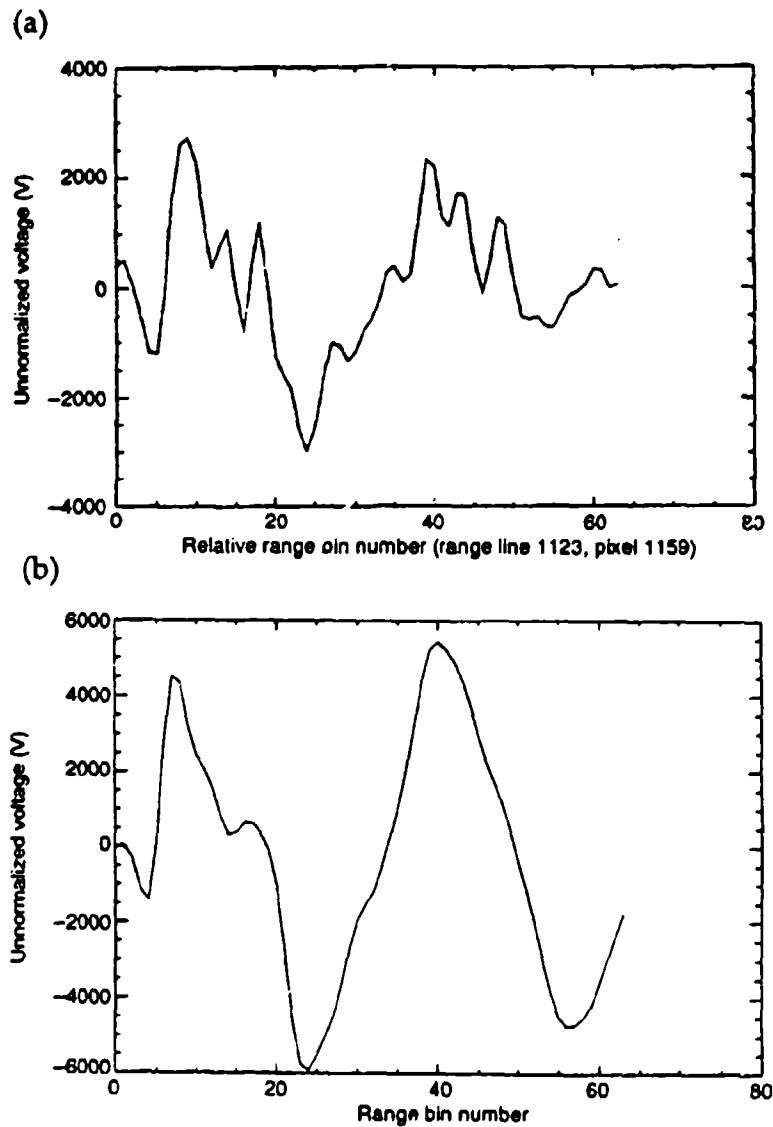 (a)
4000
2000
0
−2000
−4000
Unnormalized voltage (V)
0 20 40 60 80
Relative range bin number (range line 1123, pixel 1159)
(b)
6000
4000
2000
0
−2000
−4000
−6000
Unnormalized voltage (V)
0 20 40 60 80
Range bin number